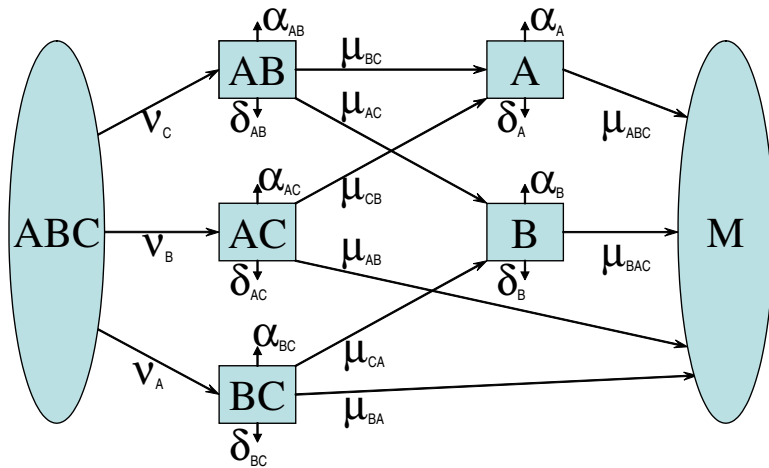 α_AB
α_A
AB μ_BC A
ν_C δ_AB μ_AC δ_A μ_ABC
α_AC μ_CB α_B
ABC ν_B AC μ_AB B μ_BAC M
δ_AC δ_B
α_BC
ν_A μ_CA
BC μ_BA
δ_BC